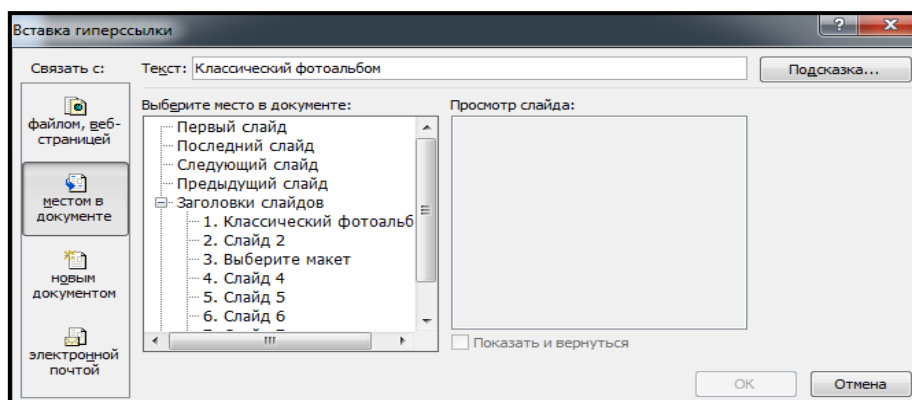 Вставка гиперссылки
Связать с:
Текст: Классический фотоальбом
Подсказка...
файлом, веб-
страницей
местом в
документе
новым
документом
электронной
почтой
Выберите место в документе:
Первый слайд
Последний слайд
Следующий слайд
Предыдущий слайд
Заголовки слайдов
1. Классический фотоальб
2. Слайд 2
3. Выберите макет
4. Слайд 4
5. Слайд 5
6. Слайд 6
Просмотр слайда:
Показать и вернуться
ОК
Отмена